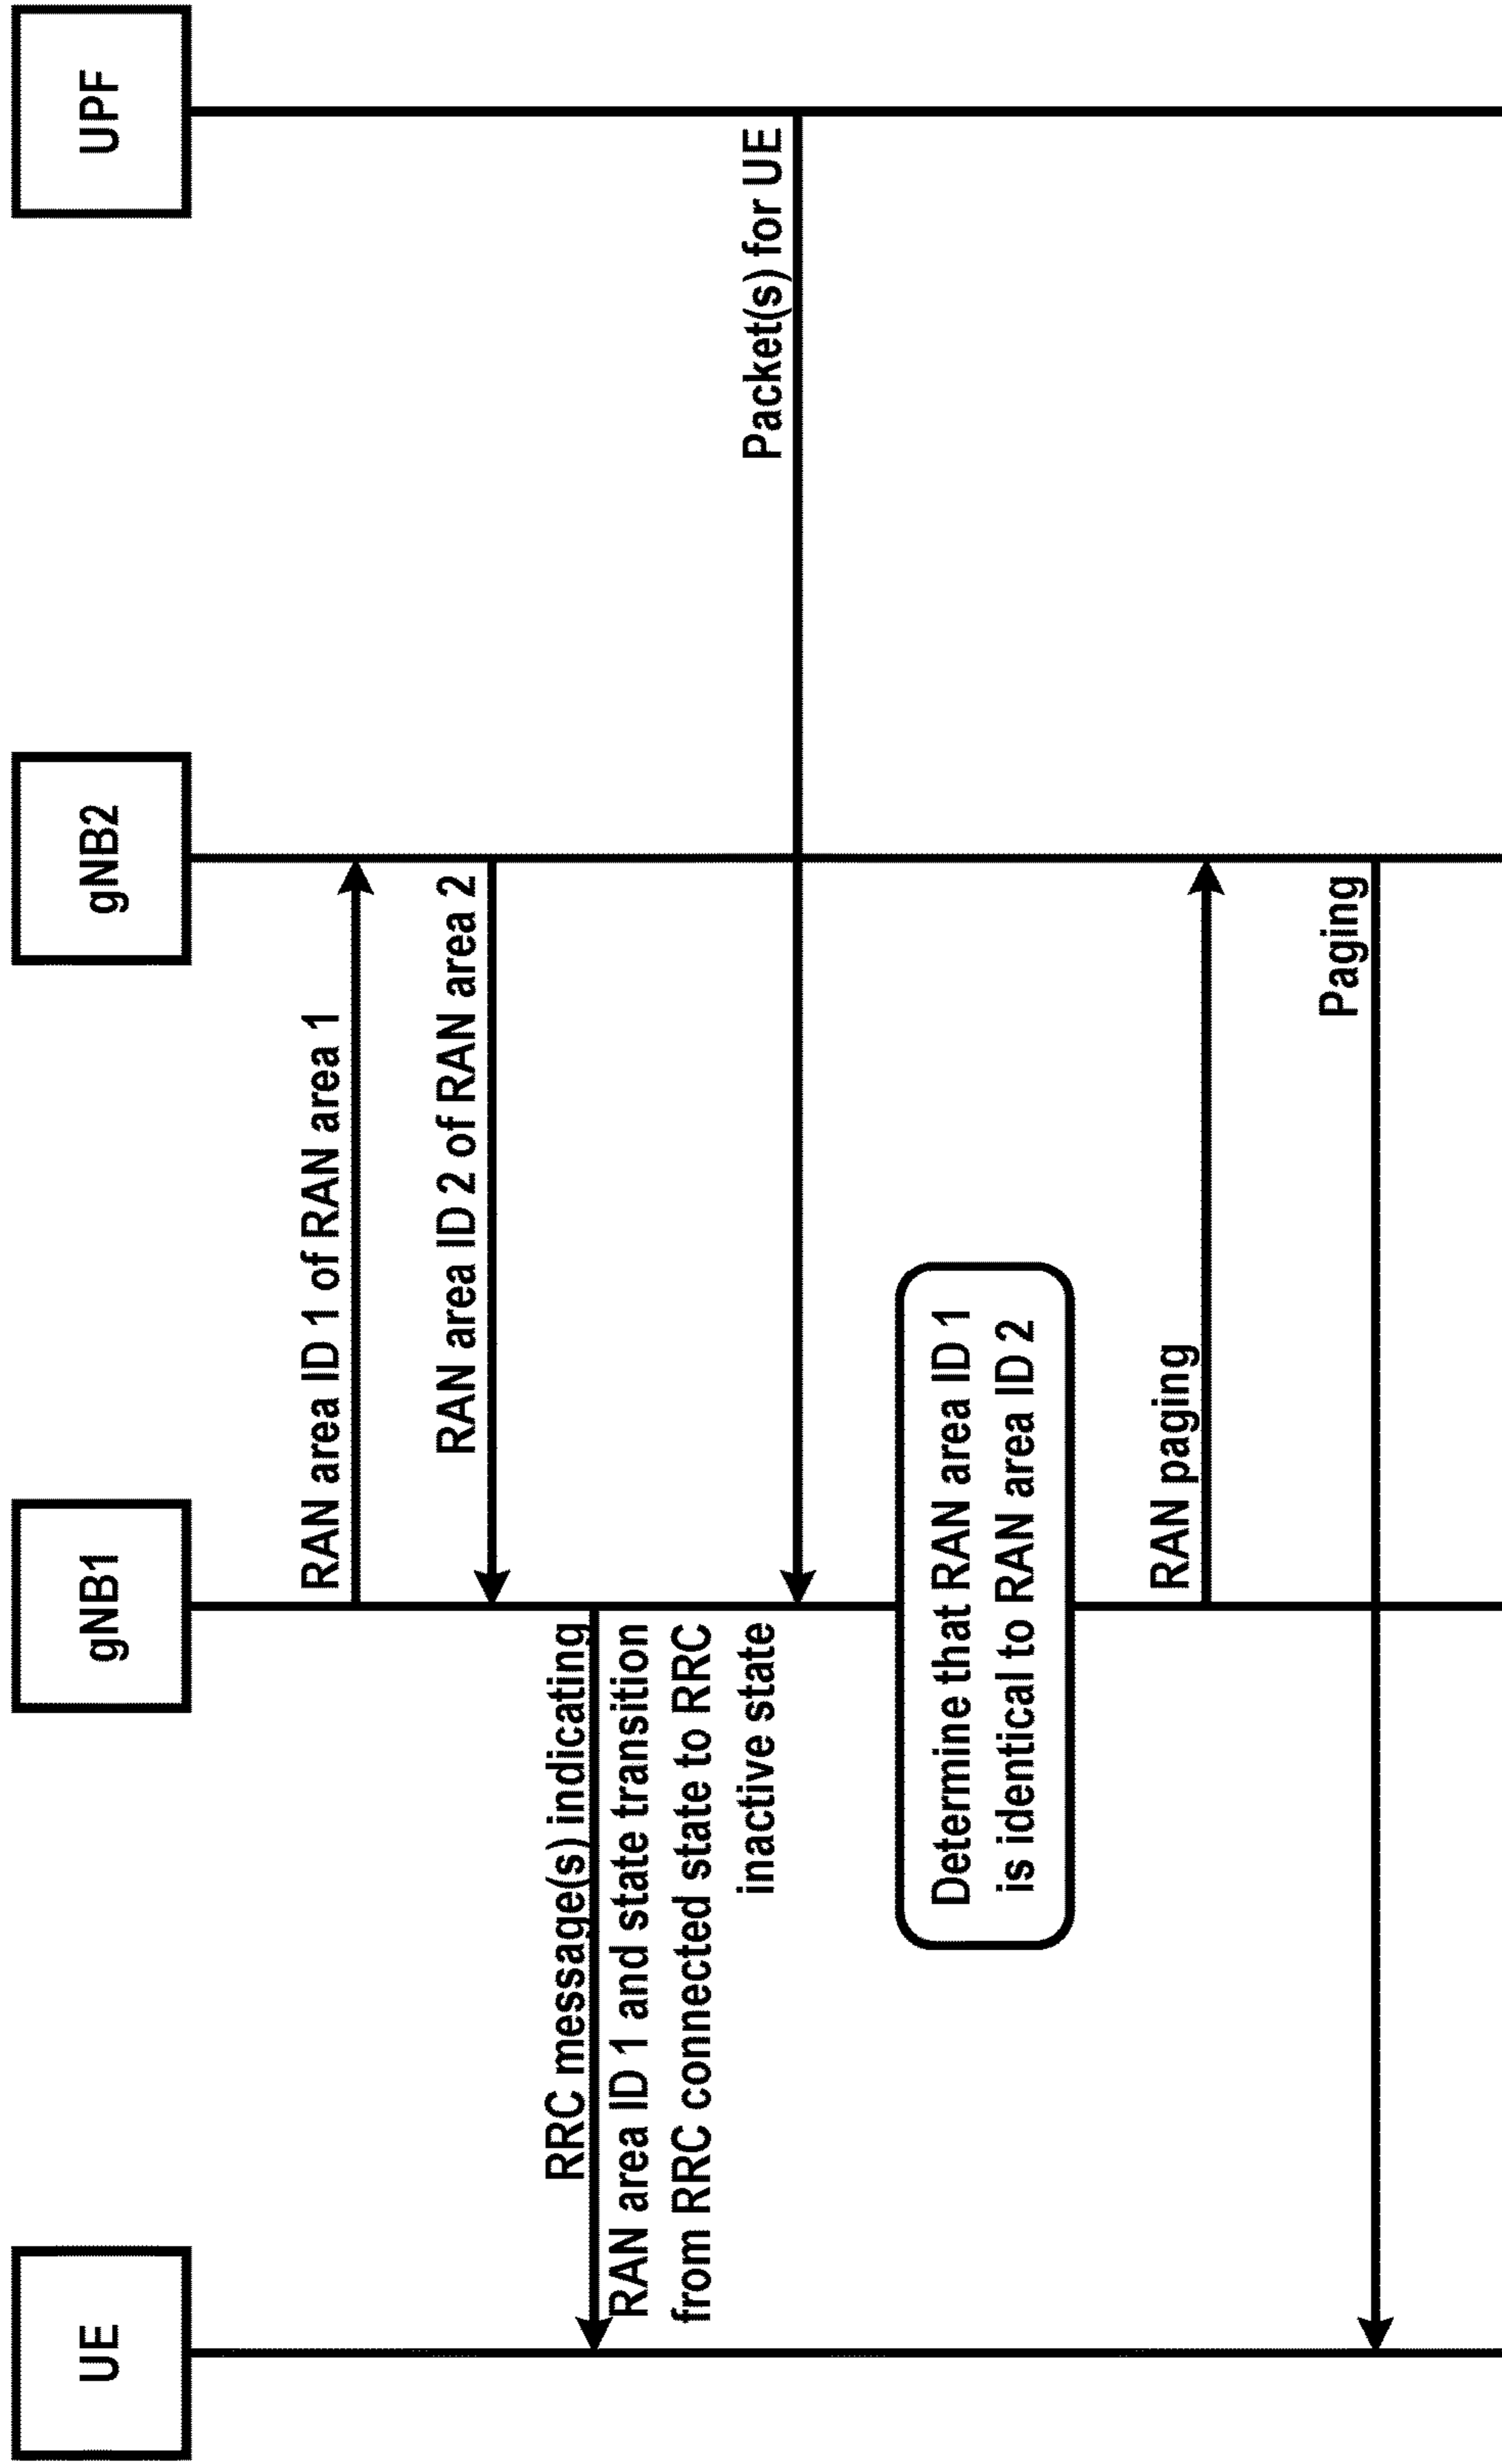 UE
gNB1
gNB2
UPF
RAN area ID 1 of RAN area 1
RAN area ID 2 of RAN area 2
RRC message(s) indicating
RAN area ID 1 and state transition
from RRC connected state to RRC
inactive state
Packet(s) for UE
Determine that RAN area ID 1
is identical to RAN area ID 2
RAN paging
Paging